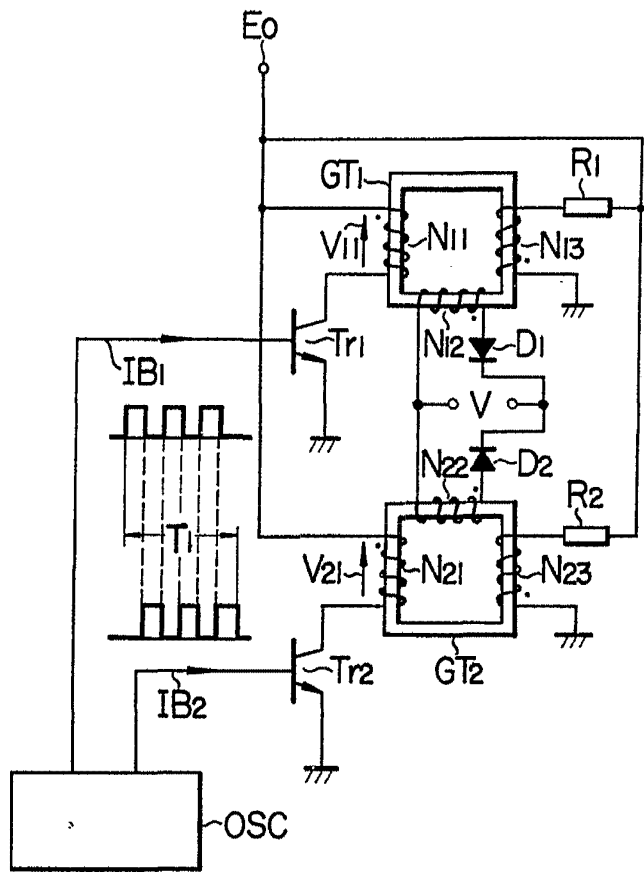 Eo
GT1
R1
V11
N11
N13
N12
D1
Tr1
IB1
V
N22
D2
T1
R2
V21
N21
N23
GT2
Tr2
IB2
OSC